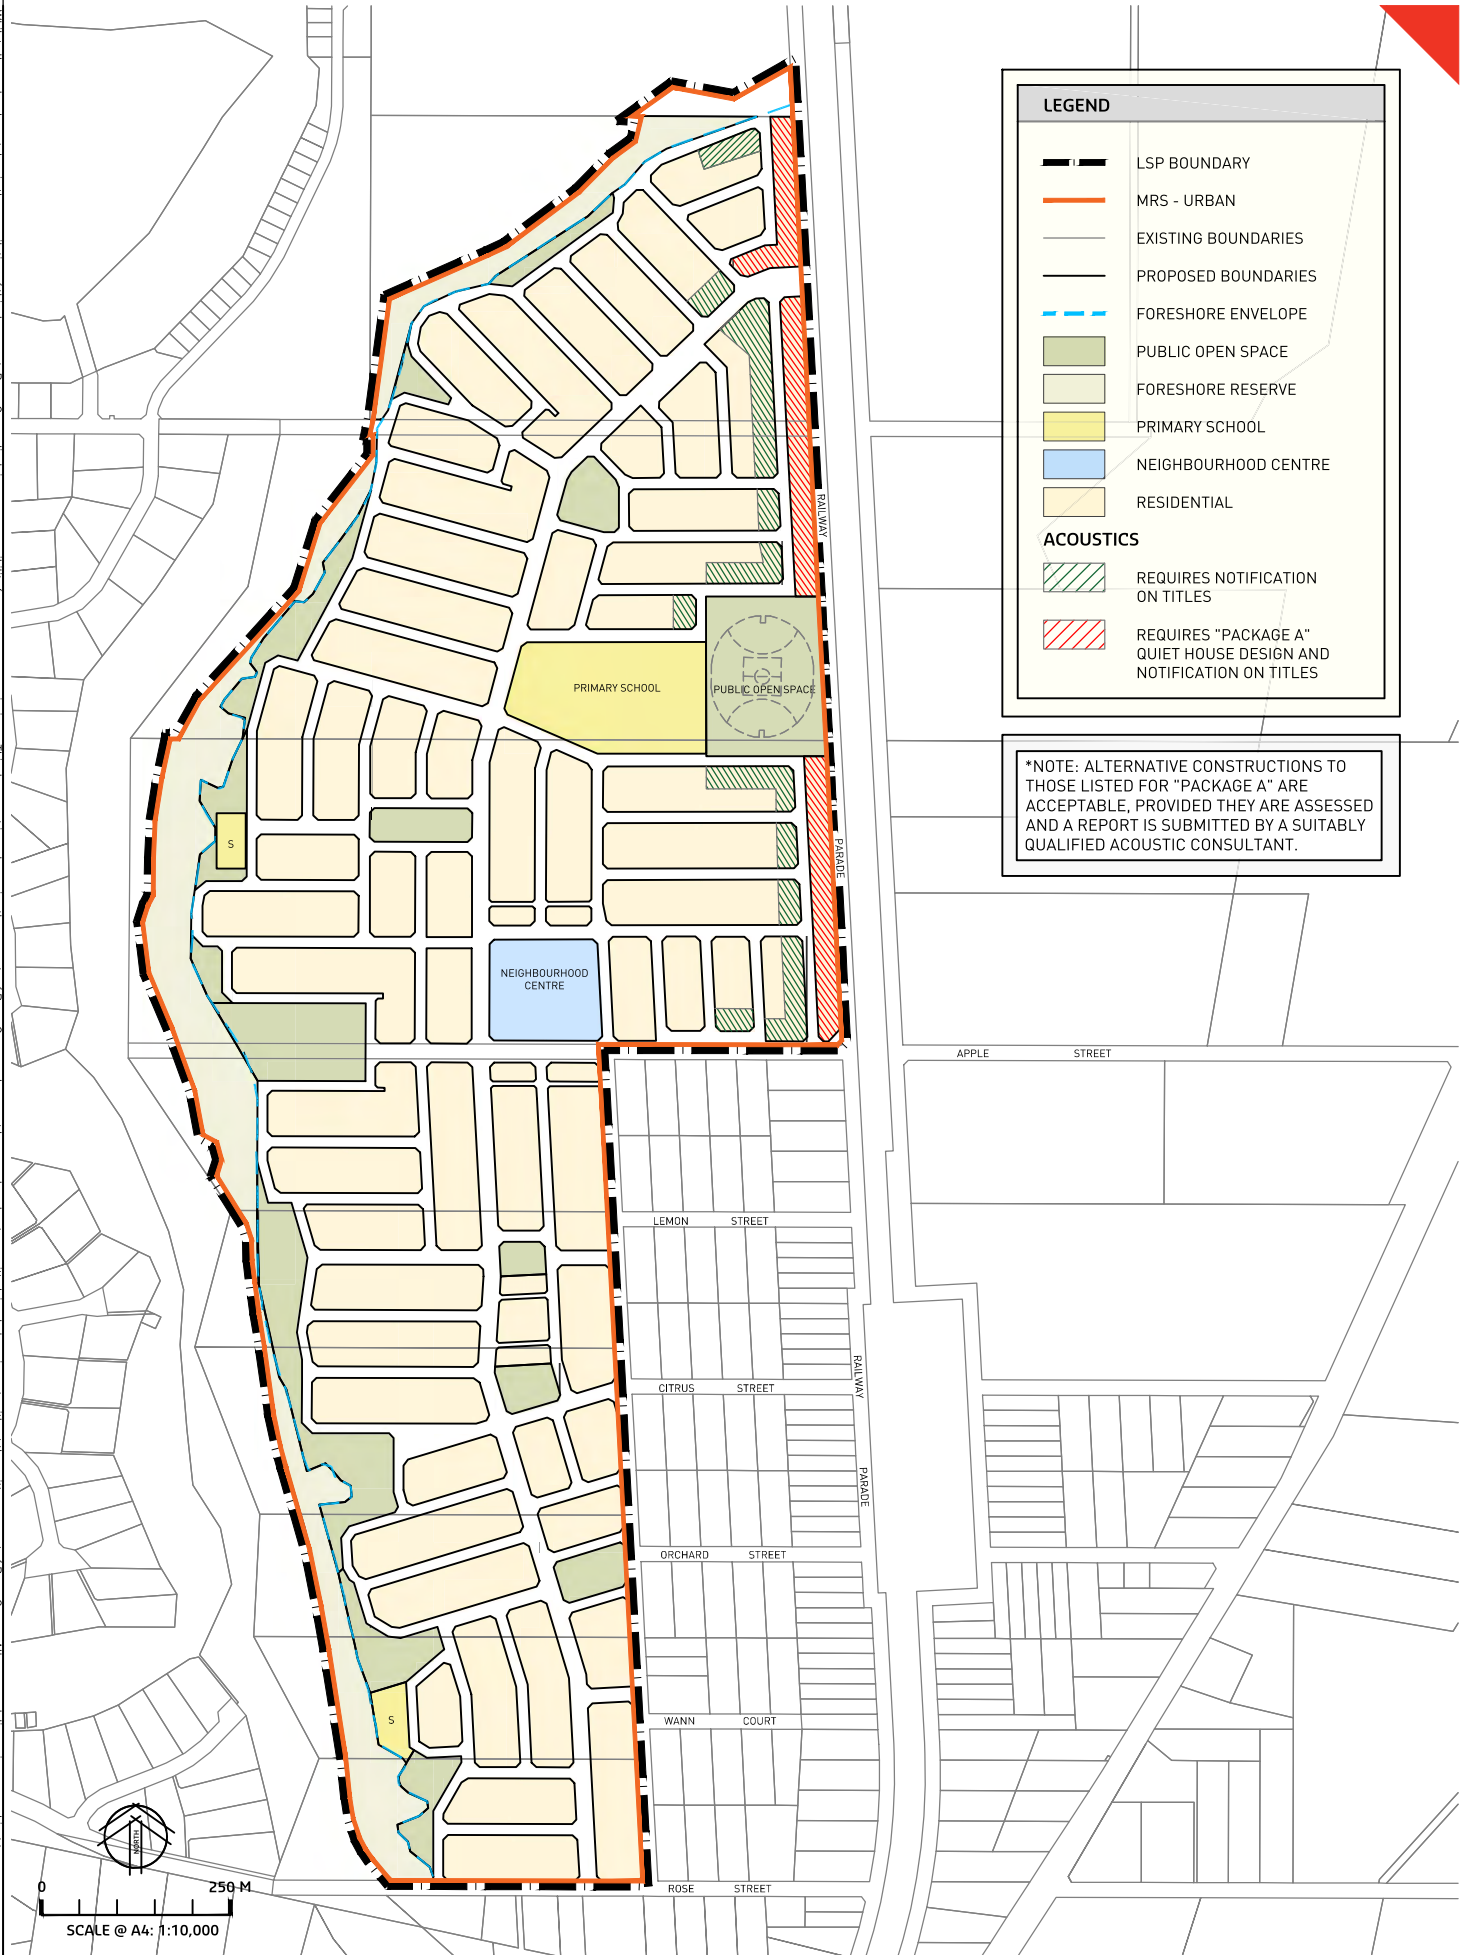 LEGEND
LSP BOUNDARY
MRS - URBAN
EXISTING BOUNDARIES
PROPOSED BOUNDARIES
FORESHORE ENVELOPE
PUBLIC OPEN SPACE
FORESHORE RESERVE
PRIMARY SCHOOL
NEIGHBOURHOOD CENTRE
RESIDENTIAL
ACOUSTICS
REQUIRES NOTIFICATION
ON TITLES
REQUIRES "PACKAGE A"
QUIET HOUSE DESIGN AND
NOTIFICATION ON TITLES
*NOTE: ALTERNATIVE CONSTRUCTIONS TO
THOSE LISTED FOR "PACKAGE A" ARE
ACCEPTABLE, PROVIDED THEY ARE ASSESSED
AND A REPORT IS SUBMITTED BY A SUITABLY
QUALIFIED ACOUSTIC CONSULTANT.
RAILWAY
PRIMARY SCHOOL
PUBLIC OPEN SPACE
S
PARADE
NEIGHBOURHOOD
CENTRE
APPLE STREET
LEMON STREET
RAILWAY
CITRUS STREET
PARADE
ORCHARD STREET
S
WANN COURT
NORTH
0 250 M
ROSE STREET
SCALE @ A4: 1:10,000